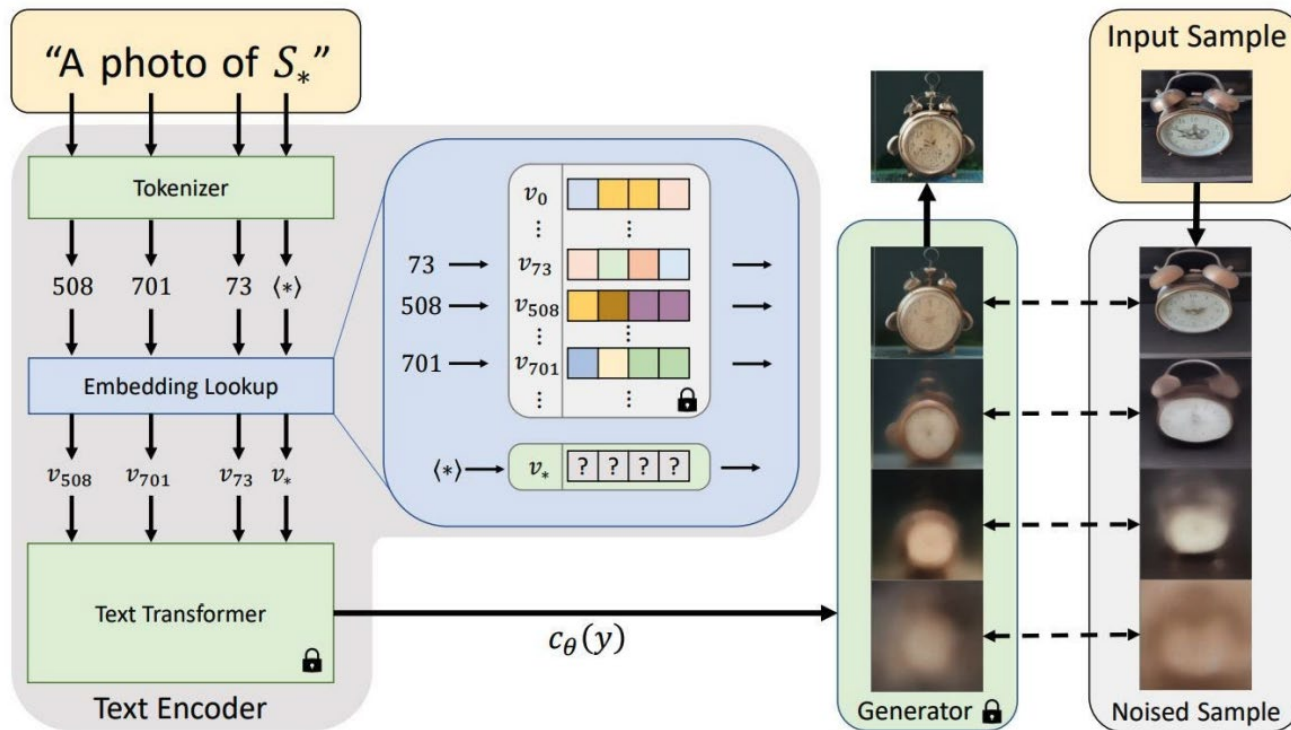 “A photo of S*”
Input Sample
Tokenizer
508 701 73 ⟨*⟩
Embedding Lookup
v508 v701 v73 v*
Text Transformer
Text Encoder
v0
⋮ ⋮
73 v73
508 v508
⋮ ⋮
701 v701
⋮ ⋮
⟨*⟩ v* ? ? ? ?
cθ(y)
Generator
Noised Sample